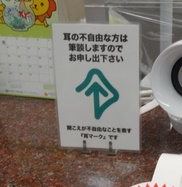 耳の不自由な方は
筆談しますので
お申し出下さい
聞こえが不自由なことを表す
「耳マーク」です